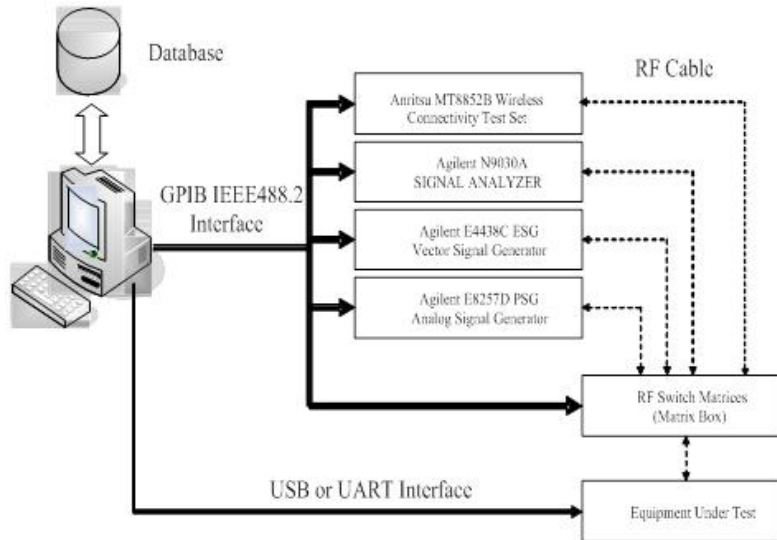 Database
RF Cable
Anritsu MT8852B Wireless
Connectivity Test Set
Agilent N9030A
SIGNAL ANALYZER
GPIB IEEE488.2
Interface
Agilent E4438C ESG
Vector Signal Generator
Agilent E8257D PSG
Analog Signal Generator
RF Switch Matrices
(Matrix Box)
USB or UART Interface
Equipment Under Test